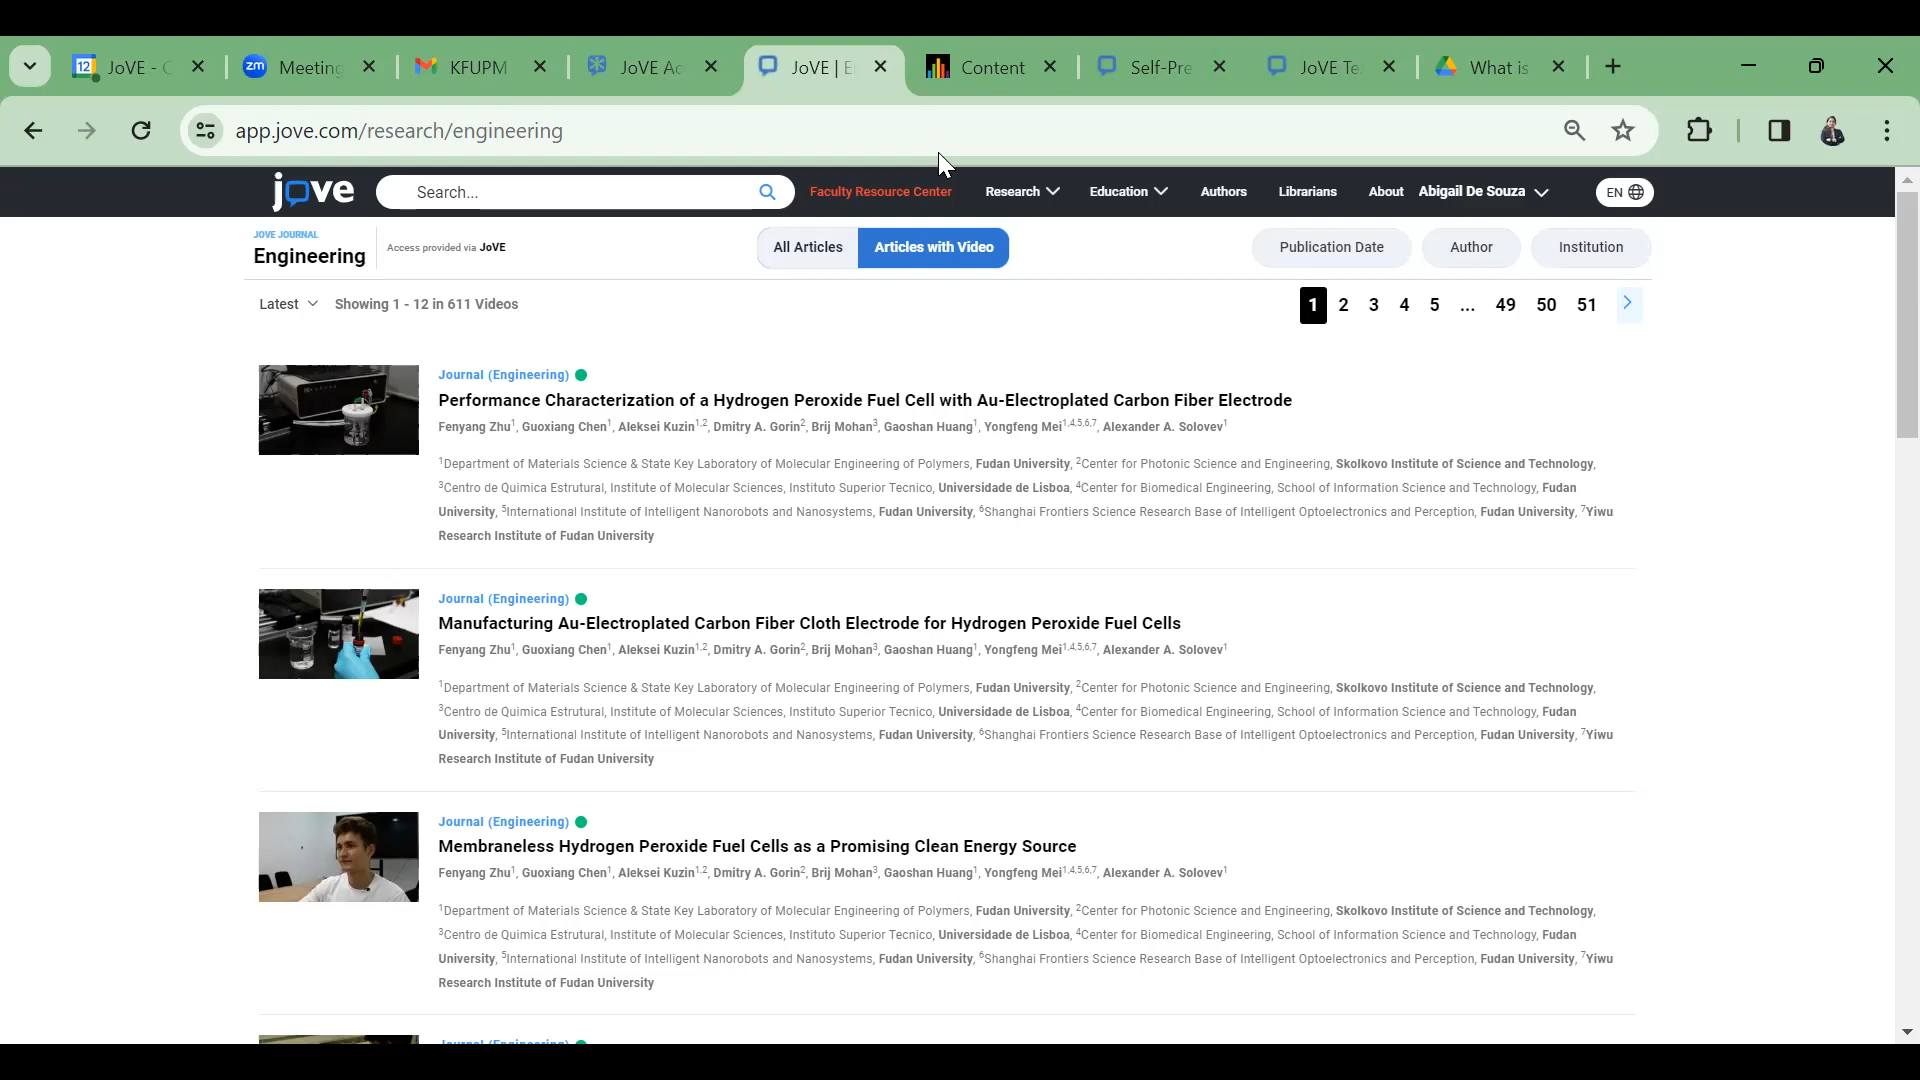 12 JoVE - C
zm Meeting
KFUPM
JoVE Ac
JoVE | E
Content
Self-Pre
JoVE Te
What is
app.jove.com/research/engineering
jove
Search...
Faculty Resource Center
Research
Education
Authors
Librarians
About
Abigail De Souza
EN
JOVE JOURNAL
Engineering
Access provided via JoVE
All Articles
Articles with Video
Publication Date
Author
Institution
Latest
Showing 1 - 12 in 611 Videos
1 2 3 4 5 ... 49 50 51
Journal (Engineering)
Performance Characterization of a Hydrogen Peroxide Fuel Cell with Au-Electroplated Carbon Fiber Electrode
Fenyang Zhu1, Guoxiang Chen1, Aleksei Kuzin1,2, Dmitry A. Gorin2, Brij Mohan3, Gaoshan Huang1, Yongfeng Mei1,4,5,6,7, Alexander A. Solovev1
1Department of Materials Science & State Key Laboratory of Molecular Engineering of Polymers, Fudan University, 2Center for Photonic Science and Engineering, Skolkovo Institute of Science and Technology,
3Centro de Quimica Estrutural, Institute of Molecular Sciences, Instituto Superior Tecnico, Universidade de Lisboa, 4Center for Biomedical Engineering, School of Information Science and Technology, Fudan
University, 5International Institute of Intelligent Nanorobots and Nanosystems, Fudan University, 6Shanghai Frontiers Science Research Base of Intelligent Optoelectronics and Perception, Fudan University, 7Yiwu
Research Institute of Fudan University
Journal (Engineering)
Manufacturing Au-Electroplated Carbon Fiber Cloth Electrode for Hydrogen Peroxide Fuel Cells
Fenyang Zhu1, Guoxiang Chen1, Aleksei Kuzin1,2, Dmitry A. Gorin2, Brij Mohan3, Gaoshan Huang1, Yongfeng Mei1,4,5,6,7, Alexander A. Solovev1
1Department of Materials Science & State Key Laboratory of Molecular Engineering of Polymers, Fudan University, 2Center for Photonic Science and Engineering, Skolkovo Institute of Science and Technology,
3Centro de Quimica Estrutural, Institute of Molecular Sciences, Instituto Superior Tecnico, Universidade de Lisboa, 4Center for Biomedical Engineering, School of Information Science and Technology, Fudan
University, 5International Institute of Intelligent Nanorobots and Nanosystems, Fudan University, 6Shanghai Frontiers Science Research Base of Intelligent Optoelectronics and Perception, Fudan University, 7Yiwu
Research Institute of Fudan University
Journal (Engineering)
Membraneless Hydrogen Peroxide Fuel Cells as a Promising Clean Energy Source
Fenyang Zhu1, Guoxiang Chen1, Aleksei Kuzin1,2, Dmitry A. Gorin2, Brij Mohan3, Gaoshan Huang1, Yongfeng Mei1,4,5,6,7, Alexander A. Solovev1
1Department of Materials Science & State Key Laboratory of Molecular Engineering of Polymers, Fudan University, 2Center for Photonic Science and Engineering, Skolkovo Institute of Science and Technology,
3Centro de Quimica Estrutural, Institute of Molecular Sciences, Instituto Superior Tecnico, Universidade de Lisboa, 4Center for Biomedical Engineering, School of Information Science and Technology, Fudan
University, 5International Institute of Intelligent Nanorobots and Nanosystems, Fudan University, 6Shanghai Frontiers Science Research Base of Intelligent Optoelectronics and Perception, Fudan University, 7Yiwu
Research Institute of Fudan University